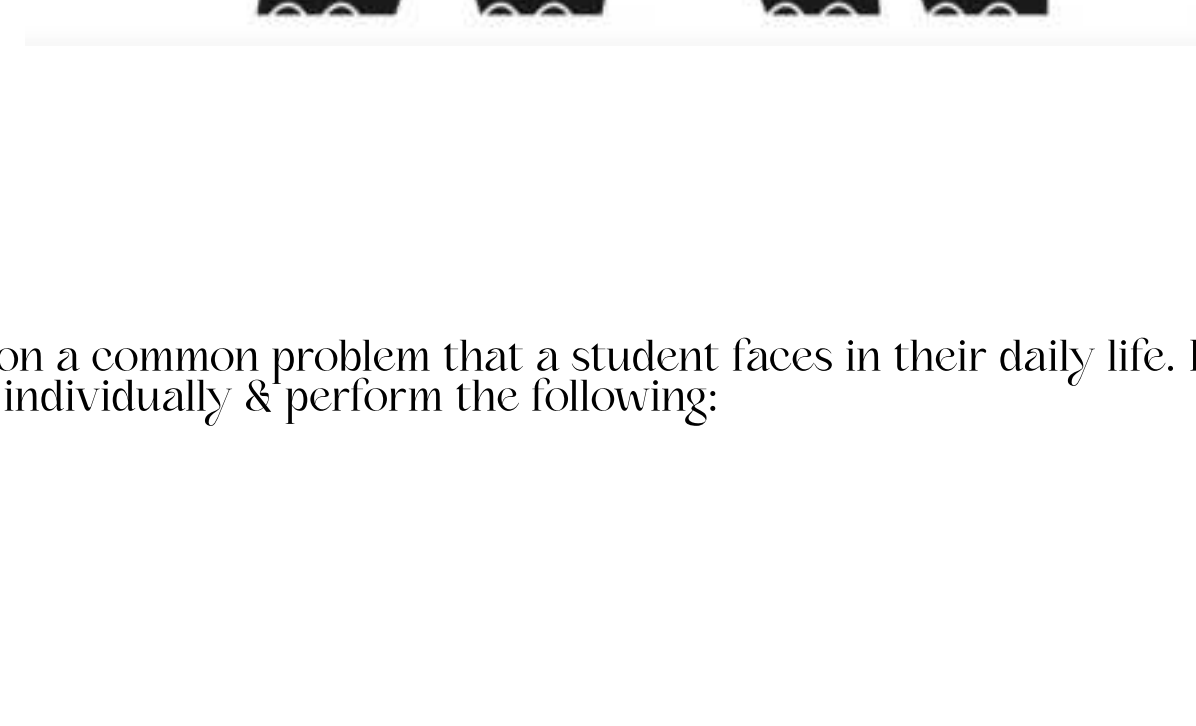 on a common problem that a student faces in their daily life.
individually & perform the following: